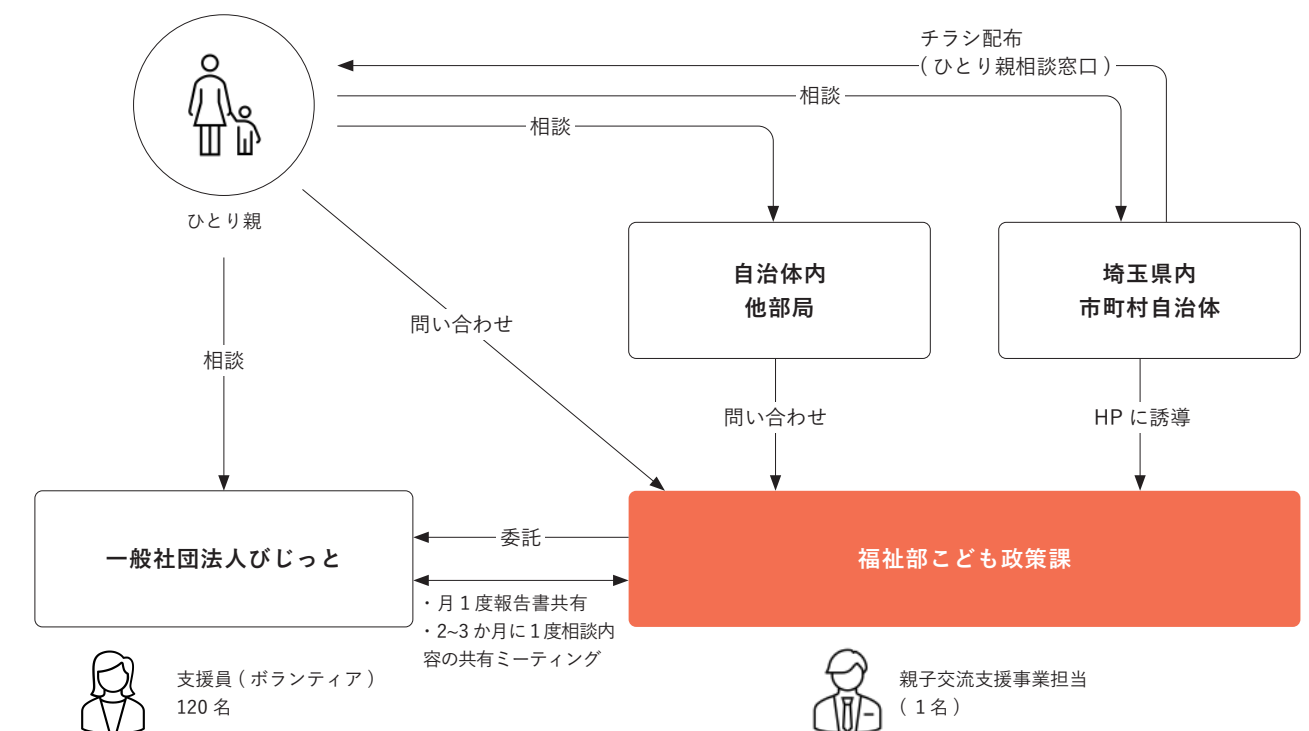 チラシ配布
( ひとり親相談窓口 )
相談
相談
ひとり親
自治体内
他部局
埼玉県内
市町村自治体
問い合わせ
相談
問い合わせ
HP に誘導
一般社団法人びじっと
委託
福祉部こども政策課
・月 1 度報告書共有
・2~3 か月に 1 度相談内
容の共有ミーティング
支援員 ( ボランティア )
120 名
親子交流支援事業担当
( 1 名 )